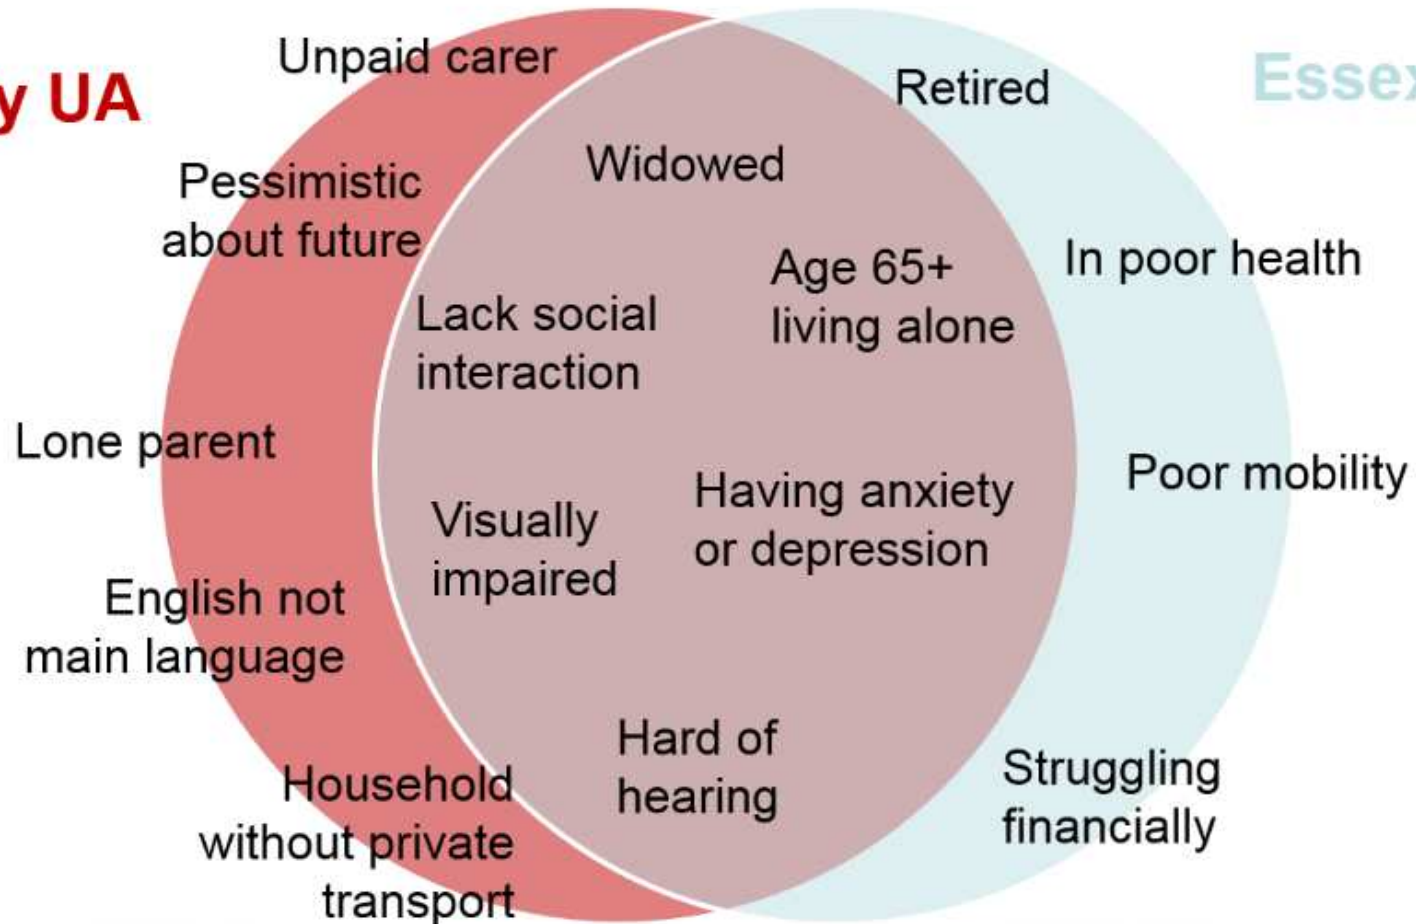 y UA
Essex
Unpaid carer
Retired
Widowed
Pessimistic
about future
Age 65+
living alone
In poor health
Lack social
interaction
Lone parent
Poor mobility
Having anxiety
or depression
Visually
impaired
English not
main language
Hard of
hearing
Struggling
financially
Household
without private
transport